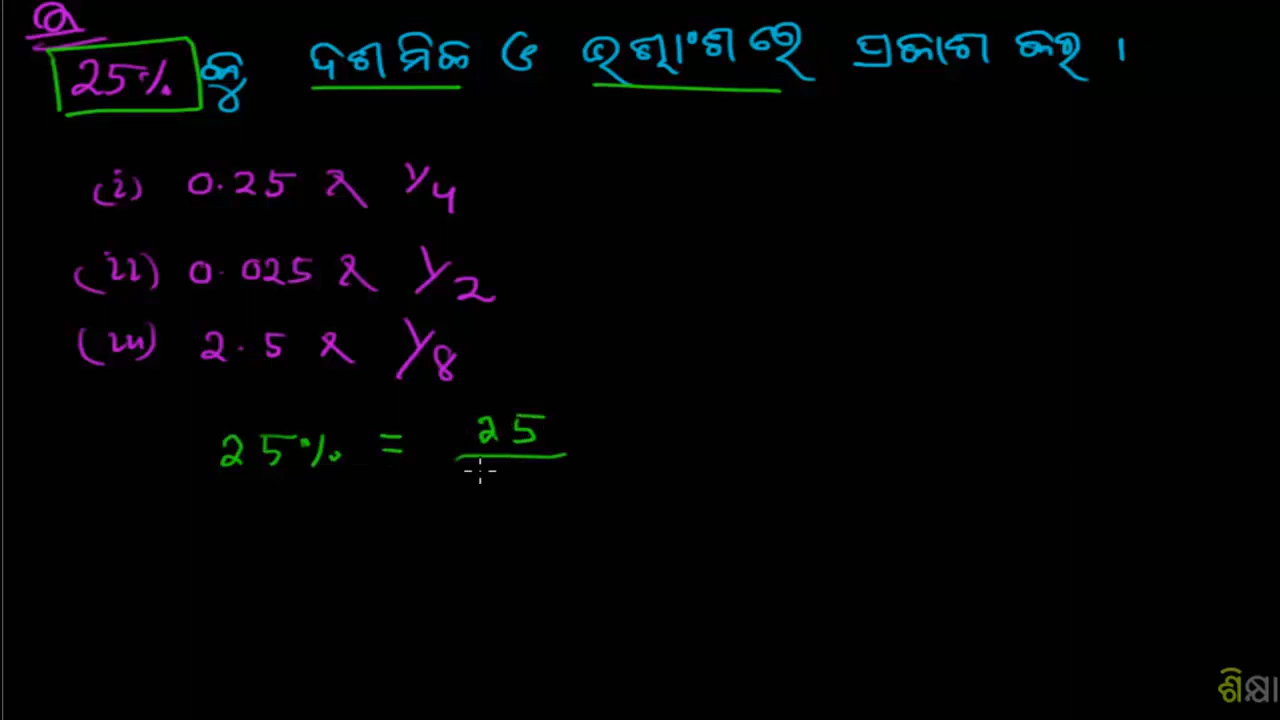 ପ୍ର
25% କୁ ଦଶମିକ ଓ ଭଗ୍ନାଂଶରେ ପ୍ରକାଶ କର ।
(i) 0.25 & 1/4
(ii) 0.025 & 1/2
(iii) 2.5 & 1/8
25% = 25
ଶିକ୍ଷା